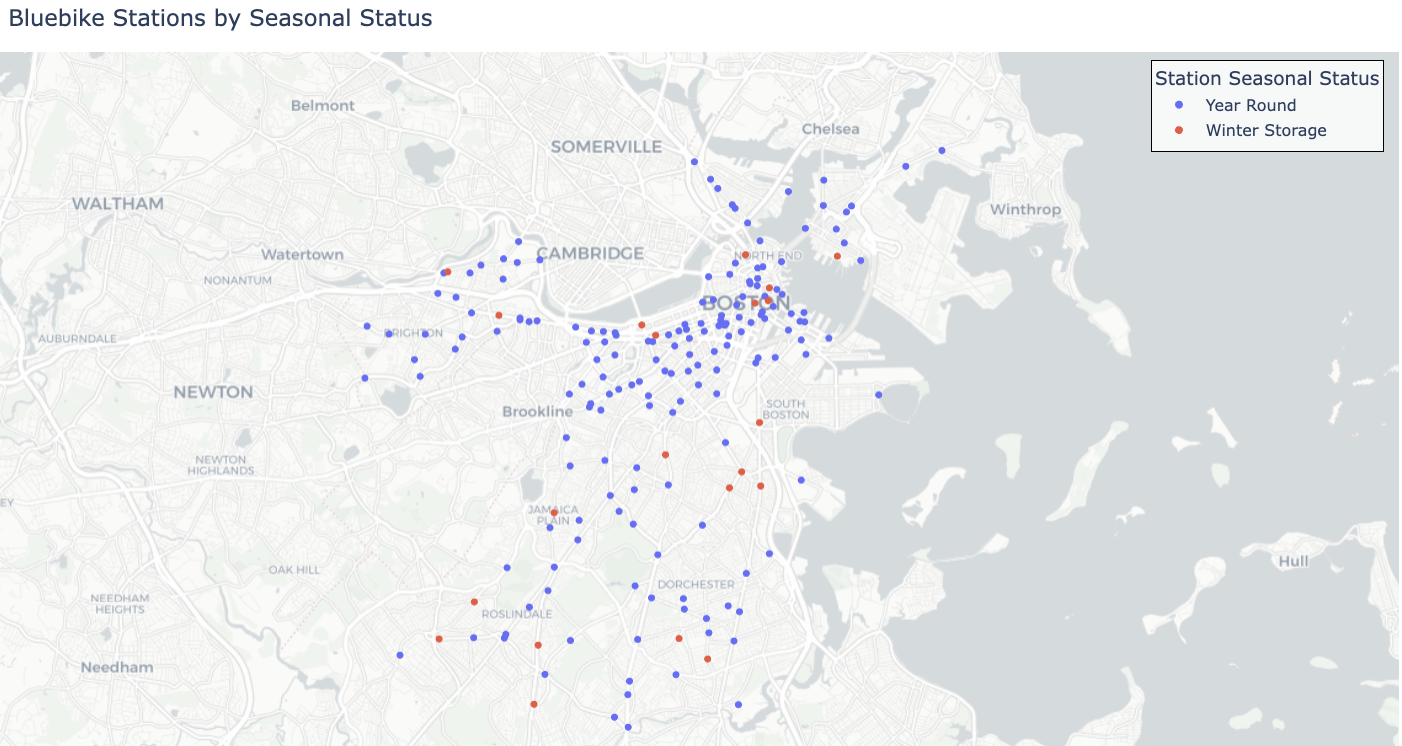 Bluebike Stations by Seasonal Status
Station Seasonal Status
Year Round
Winter Storage
Belmont
Chelsea
SOMERVILLE
WALTHAM
Winthrop
Watertown
CAMBRIDGE
NORTH END
NONANTUM
BOSTON
BRIGHTON
AUBURNDALE
NEWTON
Brookline
SOUTH
BOSTON
NEWTON
HIGHLANDS
EY
JAMAICA
PLAIN
Hull
OAK HILL
DORCHESTER
NEEDHAM
HEIGHTS
ROSLINDALE
Needham